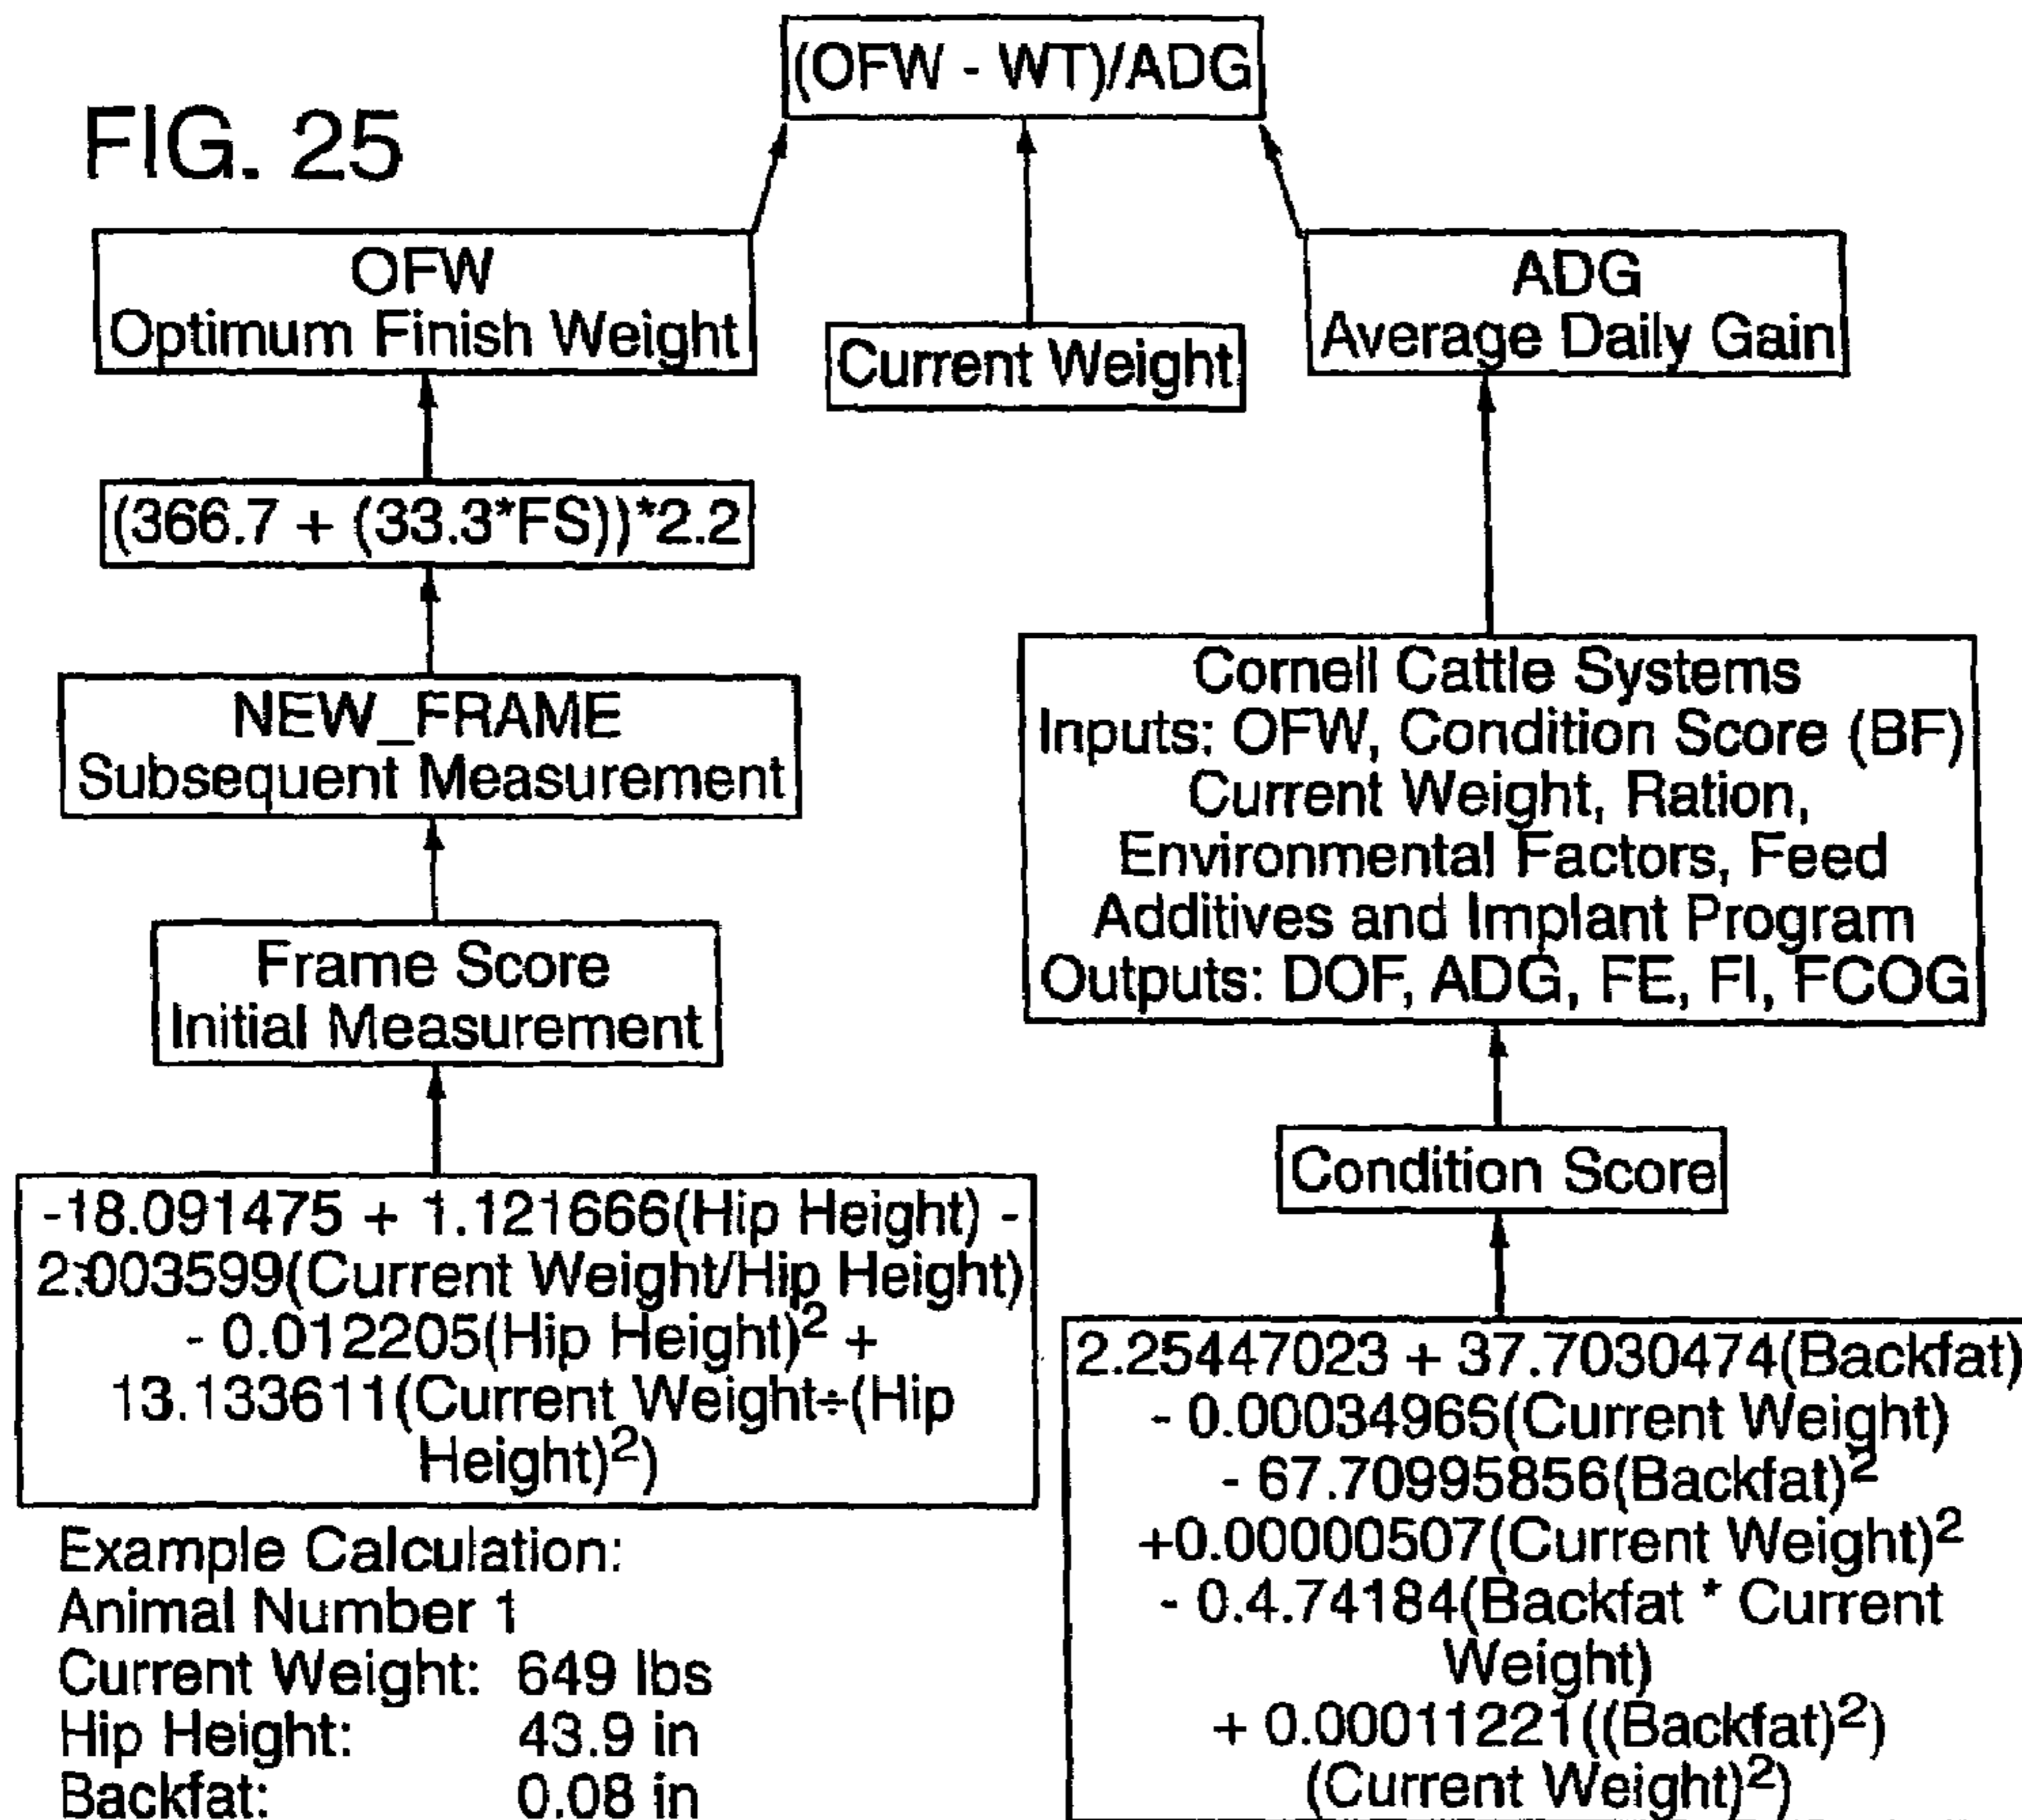 FIG. 25
(OFW - WT)/ADG
OFW
Optimum Finish Weight
Current Weight
ADG
Average Daily Gain
(366.7 + (33.3*FS))*2.2
NEW_FRAME
Subsequent Measurement
Frame Score
Initial Measurement
-18.091475 + 1.121666(Hip Height) -
2.003599(Current Weight/Hip Height)
- 0.012205(Hip Height)² +
13.133611(Current Weight÷(Hip
Height)²)
Cornell Cattle Systems
Inputs: OFW, Condition Score (BF)
Current Weight, Ration,
Environmental Factors, Feed
Additives and Implant Program
Outputs: DOF, ADG, FE, FI, FCOG
Condition Score
2.25447023 + 37.7030474(Backfat)
- 0.00034966(Current Weight)
- 67.70995856(Backfat)²
+0.00000507(Current Weight)²
- 0.4.74184(Backfat * Current
Weight)
+ 0.00011221((Backfat)²)
(Current Weight)²)
Example Calculation:
Animal Number 1
Current Weight: 649 lbs
Hip Height: 43.9 in
Backfat: 0.08 in